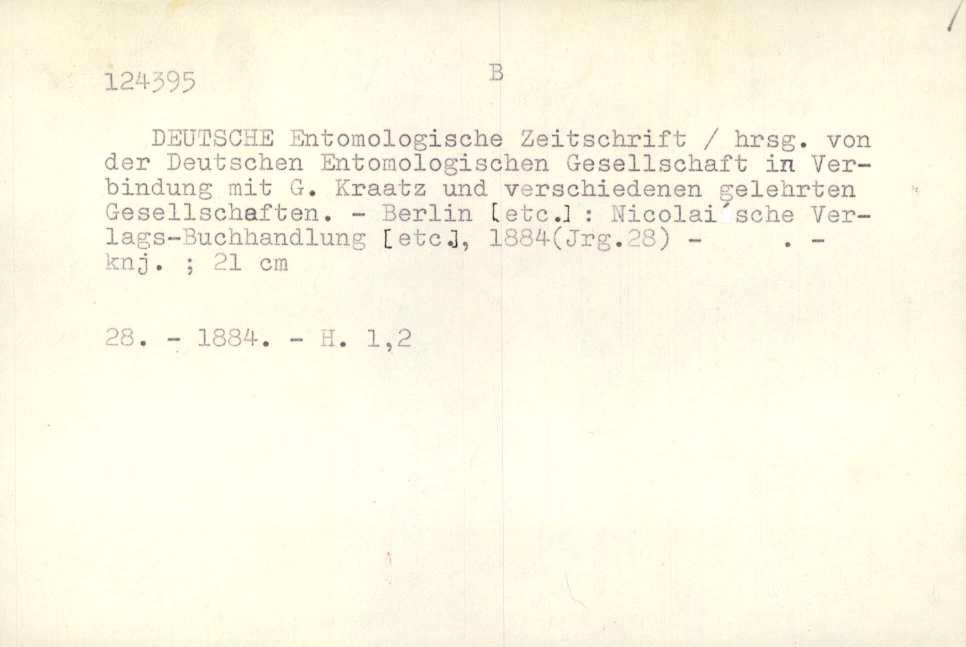 124395
B
DEUTSCHE Entomologische Zeitschrift / hrsg. von
der Deutschen Entomologischen Gesellschaft in Ver-
bindung mit G. Kraatz und verschiedenen gelehrten
Gesellschaften. - Berlin [etc.] : Nicolai´sche Ver-
lags-Buchhandlung [etc.], 1884(Jrg.28) -     . -
knj. ; 21 cm
28. - 1884. - H. 1,2